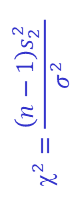 χ² = (n − 1)s₂² / σ²